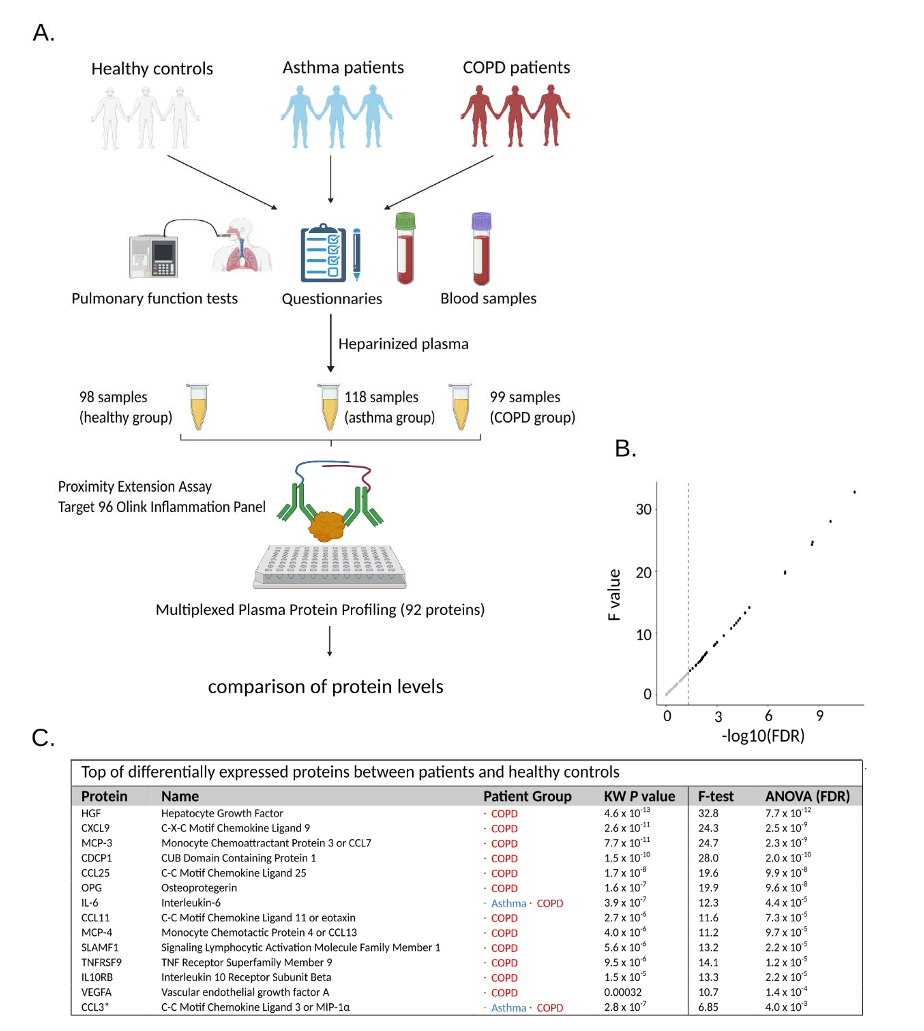 A.
Healthy controls
Asthma patients
COPD patients
Pulmonary function tests
Questionnaries
Blood samples
Heparinized plasma
98 samples
(healthy group)
118 samples
(asthma group)
99 samples
(COPD group)
Proximity Extension Assay
Target 96 Olink Inflammation Panel
Multiplexed Plasma Protein Profiling (92 proteins)
comparison of protein levels
B.
F value
30
20
10
0
0 3 6 9
-log10(FDR)
C.
Top of differentially expressed proteins between patients and healthy controls
Protein Name Patient Group KW P value F-test ANOVA (FDR)
HGF Hepatocyte Growth Factor · COPD 4.6 x 10⁻¹³ 32.8 7.7 x 10⁻¹²
CXCL9 C-X-C Motif Chemokine Ligand 9 · COPD 2.6 x 10⁻¹¹ 24.3 2.5 x 10⁻⁹
MCP-3 Monocyte Chemoattractant Protein 3 or CCL7 · COPD 7.7 x 10⁻¹¹ 24.7 2.3 x 10⁻⁹
CDCP1 CUB Domain Containing Protein 1 · COPD 1.5 x 10⁻¹⁰ 28.0 2.0 x 10⁻¹⁰
CCL25 C-C Motif Chemokine Ligand 25 · COPD 1.7 x 10⁻⁸ 19.6 9.9 x 10⁻⁸
OPG Osteoprotegerin · COPD 1.6 x 10⁻⁷ 19.9 9.6 x 10⁻⁸
IL-6 Interleukin-6 · Asthma · COPD 3.9 x 10⁻⁷ 12.3 4.4 x 10⁻⁵
CCL11 C-C Motif Chemokine Ligand 11 or eotaxin · COPD 2.7 x 10⁻⁶ 11.6 7.3 x 10⁻⁵
MCP-4 Monocyte Chemotactic Protein 4 or CCL13 · COPD 4.0 x 10⁻⁶ 11.2 9.7 x 10⁻⁵
SLAMF1 Signaling Lymphocytic Activation Molecule Family Member 1 · COPD 5.6 x 10⁻⁶ 13.2 2.2 x 10⁻⁵
TNFRSF9 TNF Receptor Superfamily Member 9 · COPD 9.5 x 10⁻⁶ 14.1 1.2 x 10⁻⁵
IL10RB Interleukin 10 Receptor Subunit Beta · COPD 1.5 x 10⁻⁵ 13.3 2.2 x 10⁻⁵
VEGFA Vascular endothelial growth factor A · COPD 0.00032 10.7 1.4 x 10⁻⁴
CCL3* C-C Motif Chemokine Ligand 3 or MIP-1α · Asthma · COPD 2.8 x 10⁻⁷ 6.85 4.0 x 10⁻³